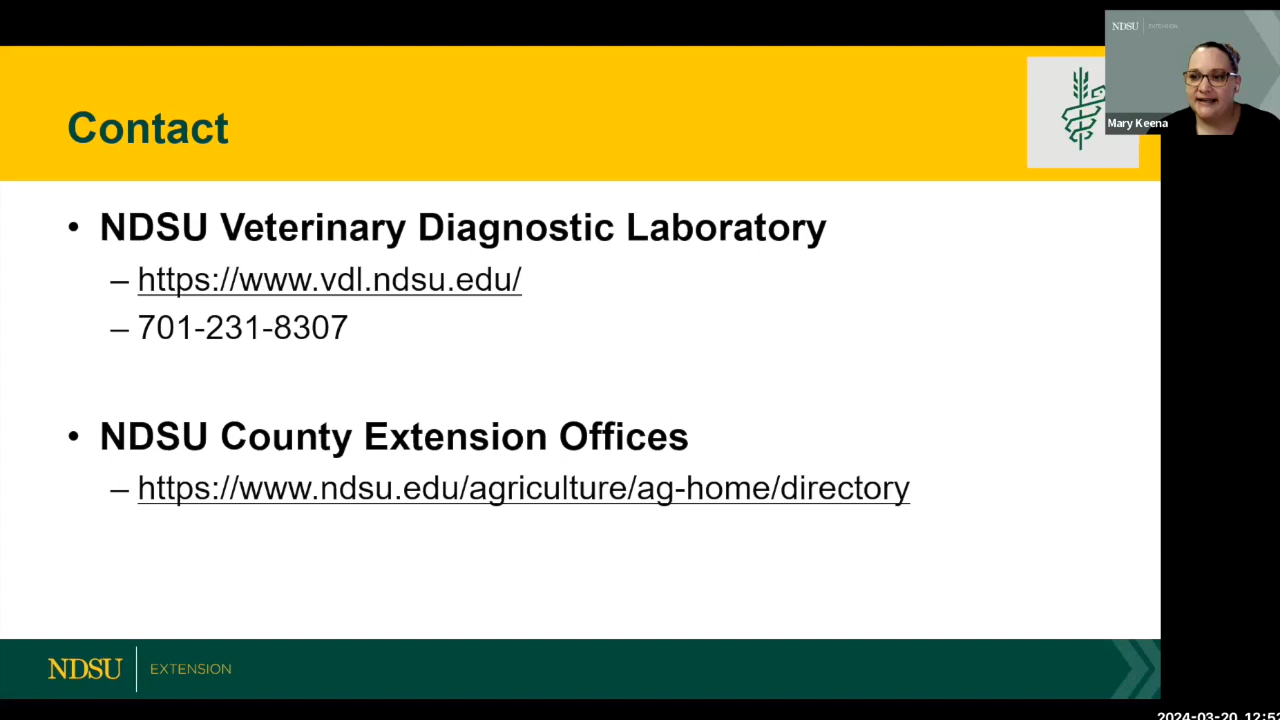 NDSU EXTENSION
Mary Keena
Contact
• NDSU Veterinary Diagnostic Laboratory
– https://www.vdl.ndsu.edu/
– 701-231-8307
• NDSU County Extension Offices
– https://www.ndsu.edu/agriculture/ag-home/directory
NDSU EXTENSION
2024-03-20 12:5